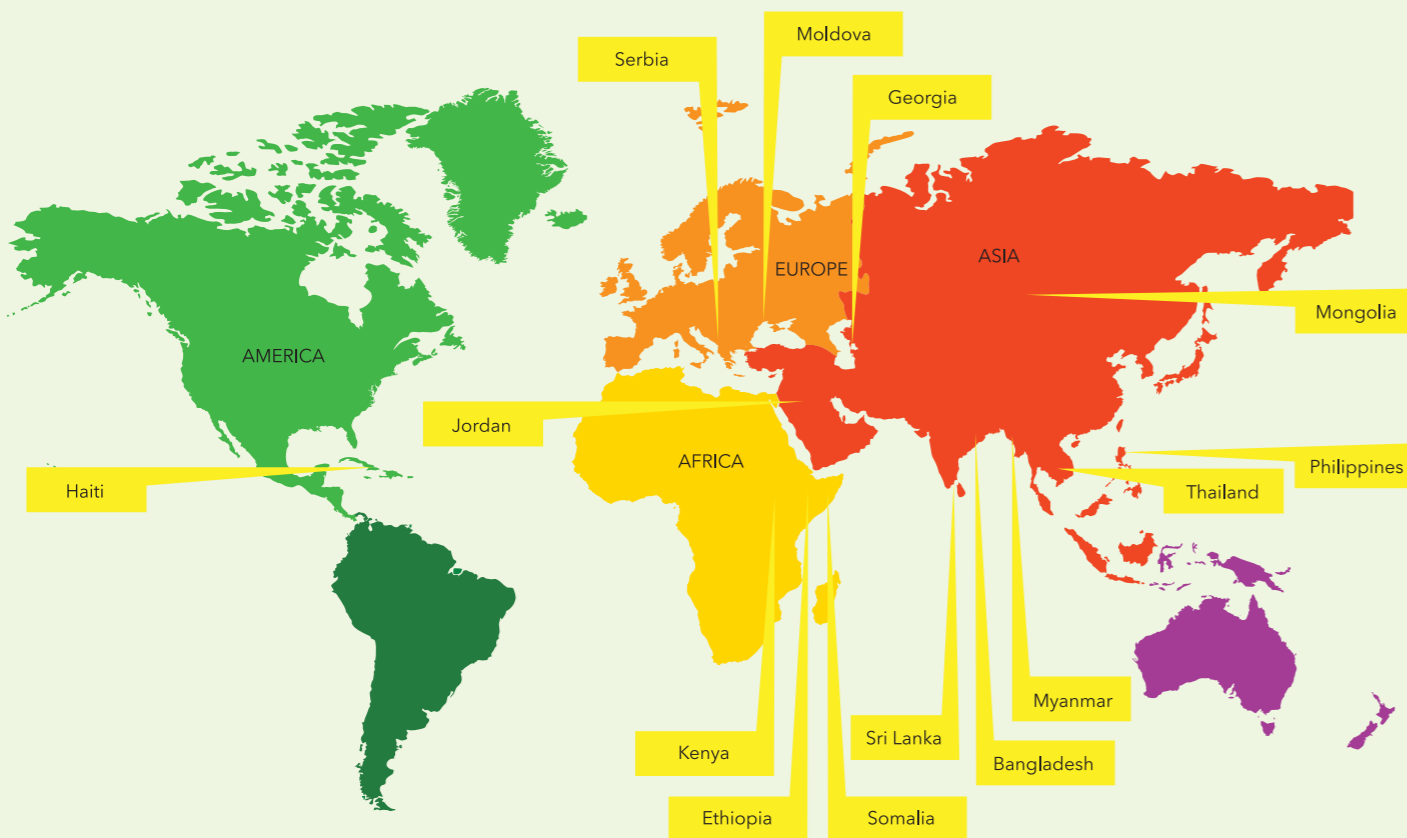 Moldova
Serbia
Georgia
ASIA
EUROPE
Mongolia
AMERICA
Jordan
AFRICA
Philippines
Haiti
Thailand
Myanmar
Sri Lanka
Kenya
Bangladesh
Ethiopia
Somalia